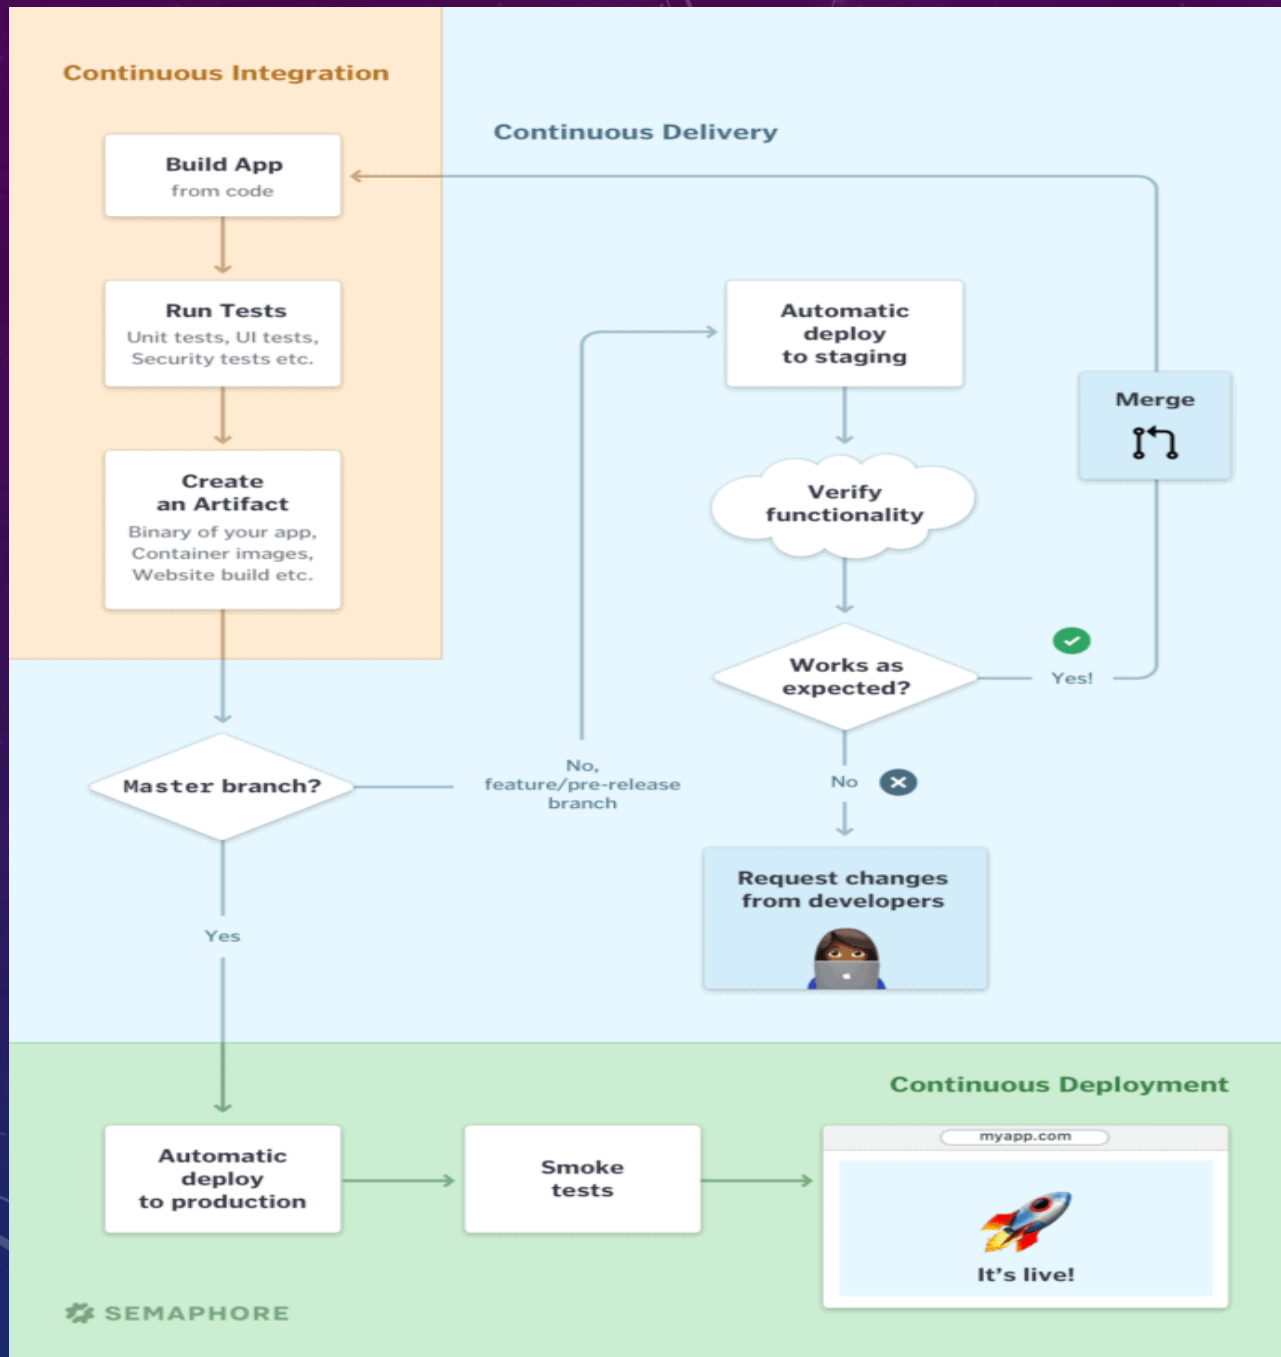 Continuous Integration
Continuous Delivery
Build App
from code
Run Tests
Unit tests, UI tests,
Security tests etc.
Create
an Artifact
Binary of your app,
Container images,
Website build etc.
Master branch?
No,
feature/pre-release
branch
Yes
Automatic
deploy
to staging
Verify
functionality
Works as
expected?
Yes!
Merge
No
Request changes
from developers
Continuous Deployment
Automatic
deploy
to production
Smoke
tests
myapp.com
It's live!
SEMAPHORE